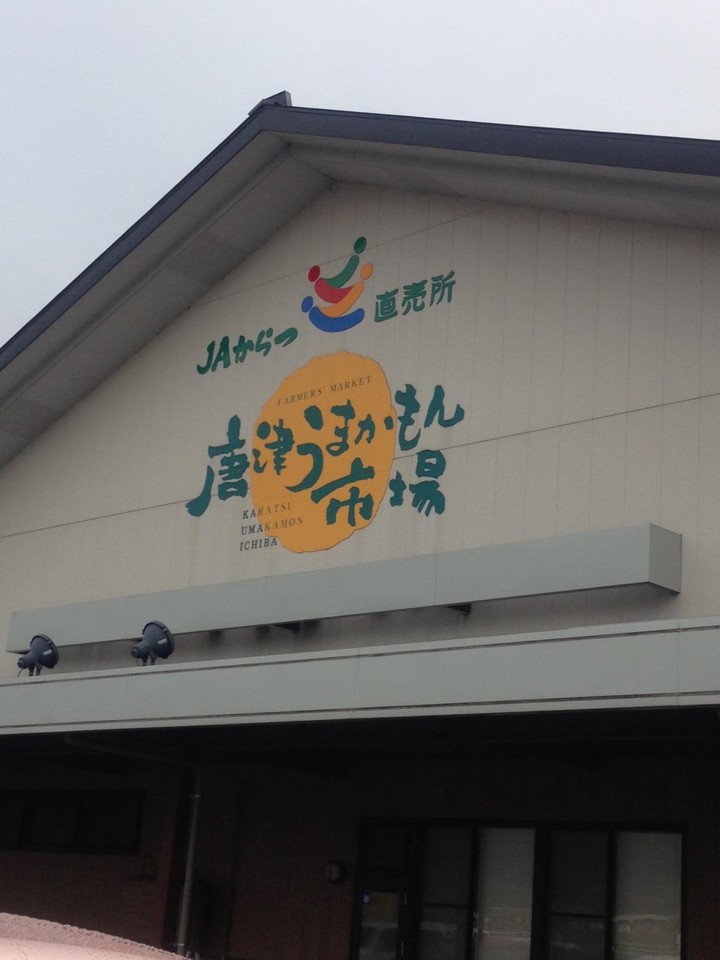 JAからつ 直売所
FARMERS' MARKET
唐津うまかもん
市場
KARATSU
UMAKAMON
ICHIBA